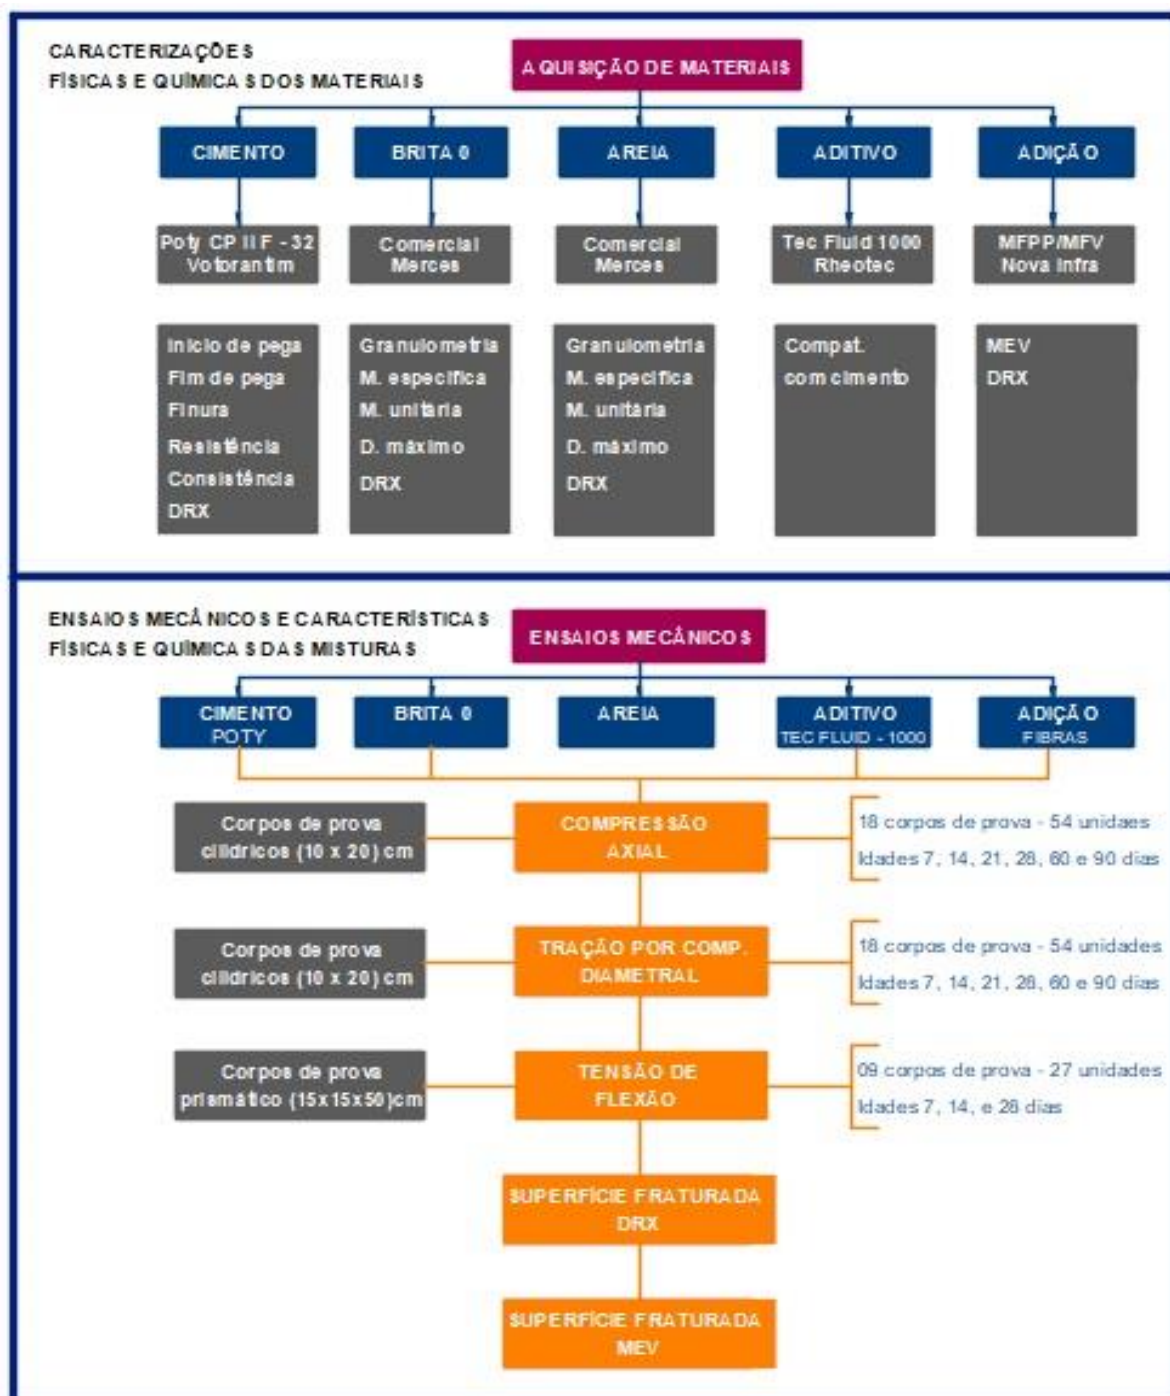 CARACTERIZAÇÕES
FÍSICAS E QUÍMICAS DOS MATERIAIS
AQUISIÇÃO DE MATERIAIS
CIMENTO
BRITA 0
AREIA
ADITIVO
ADIÇÃO
Poty CP II F - 32
Votorantim
Comercial
Merces
Comercial
Merces
Tec Fluid 1000
Rheotec
MFPP/MFV
Nova Infra
Início de pega
Fim de pega
Finura
Resistência
Consistência
DRX
Granulometria
M. especifica
M. unitária
D. máximo
DRX
Granulometria
M. especifica
M. unitária
D. máximo
DRX
Compat.
com cimento
MEV
DRX
ENSAIOS MECÂNICOS E CARACTERÍSTICAS
FÍSICAS E QUÍMICAS DAS MISTURAS
ENSAIOS MECÂNICOS
CIMENTO
POTY
BRITA 0
AREIA
ADITIVO
TEC FLUID - 1000
ADIÇÃO
FIBRAS
Corpos de prova
cilídricos (10 x 20) cm
COMPRESSÃO
AXIAL
18 corpos de prova - 54 unidaes
Idades 7, 14, 21, 28, 60 e 90 dias
Corpos de prova
cilídricos (10 x 20) cm
TRAÇÃO POR COMP.
DIAMETRAL
18 corpos de prova - 54 unidades
Idades 7, 14, 21, 28, 60 e 90 dias
Corpos de prova
prismático (15x15x50)cm
TENSÃO DE
FLEXÃO
09 corpos de prova - 27 unidades
Idades 7, 14, e 28 dias
SUPERFÍCIE FRATURADA
DRX
SUPERFÍCIE FRATURADA
MEV